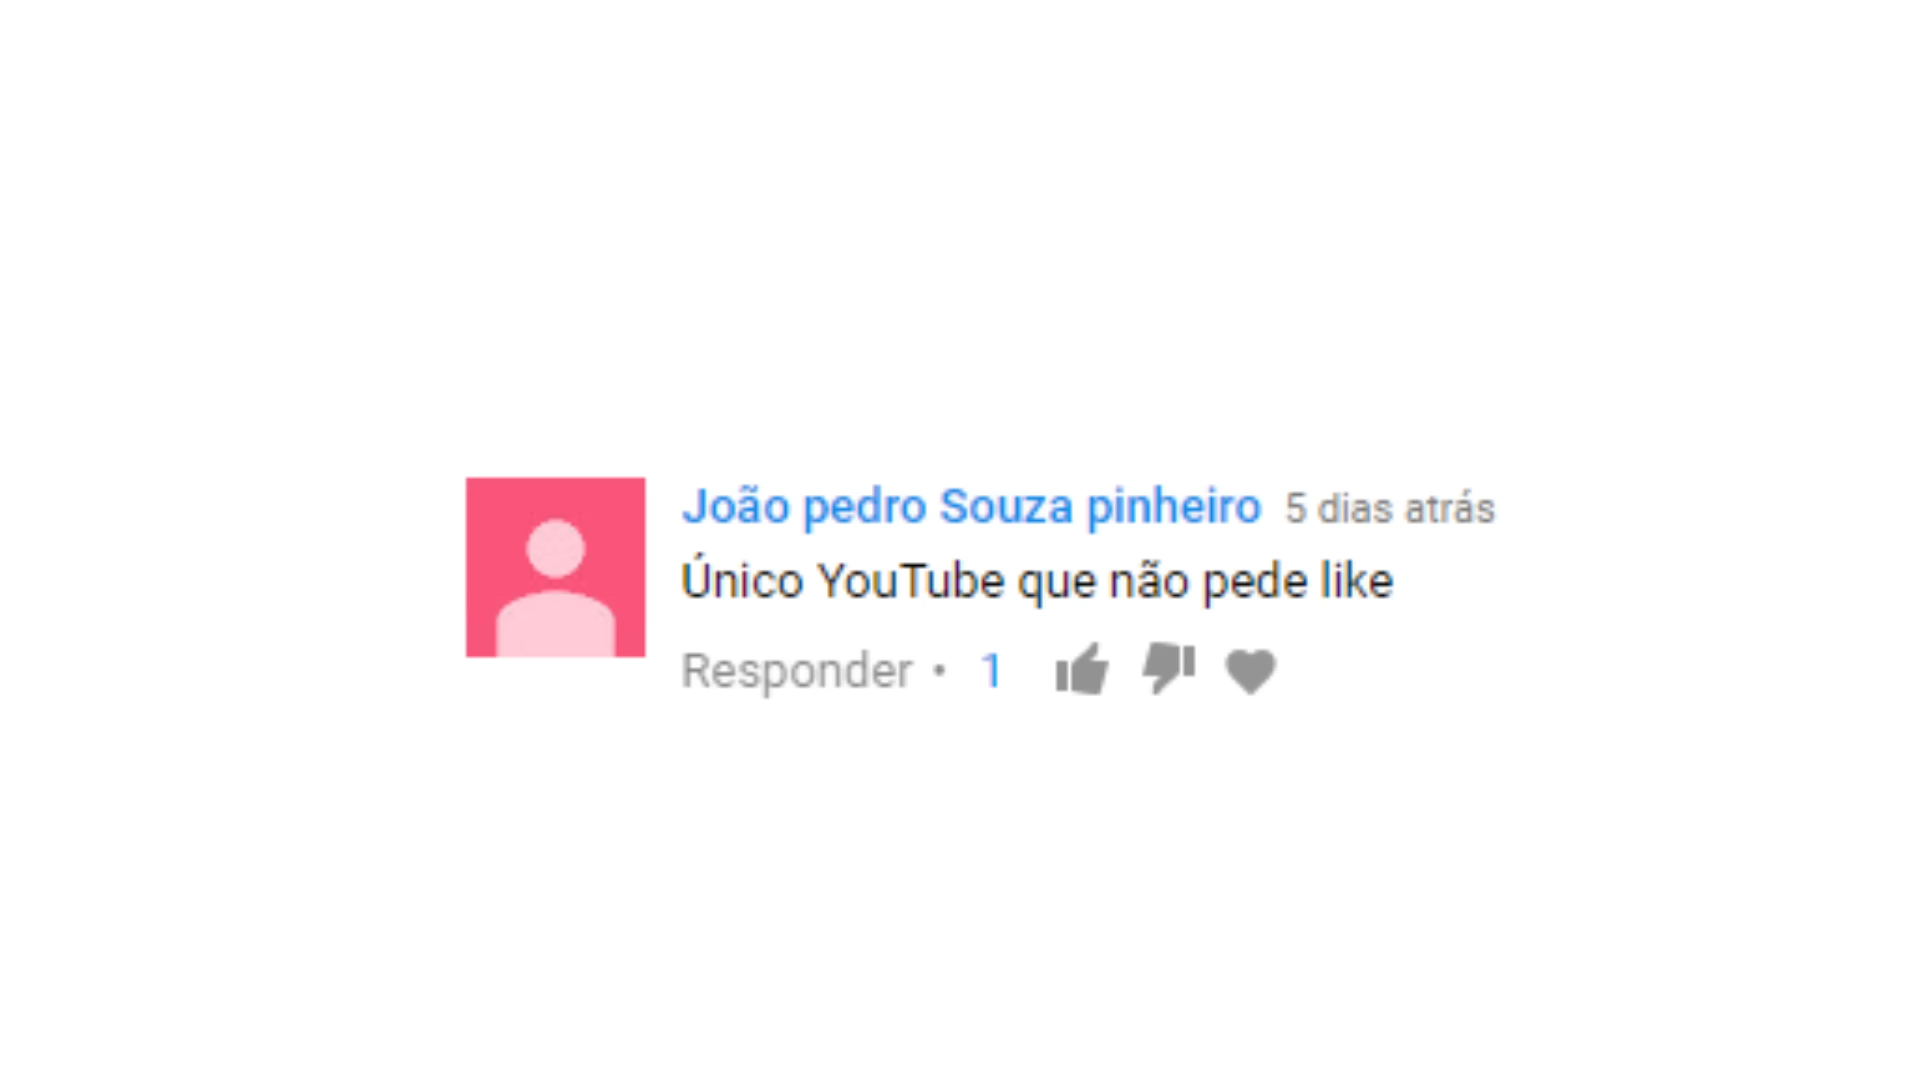 João pedro Souza pinheiro 5 dias atrás
Único YouTube que não pede like
Responder • 1